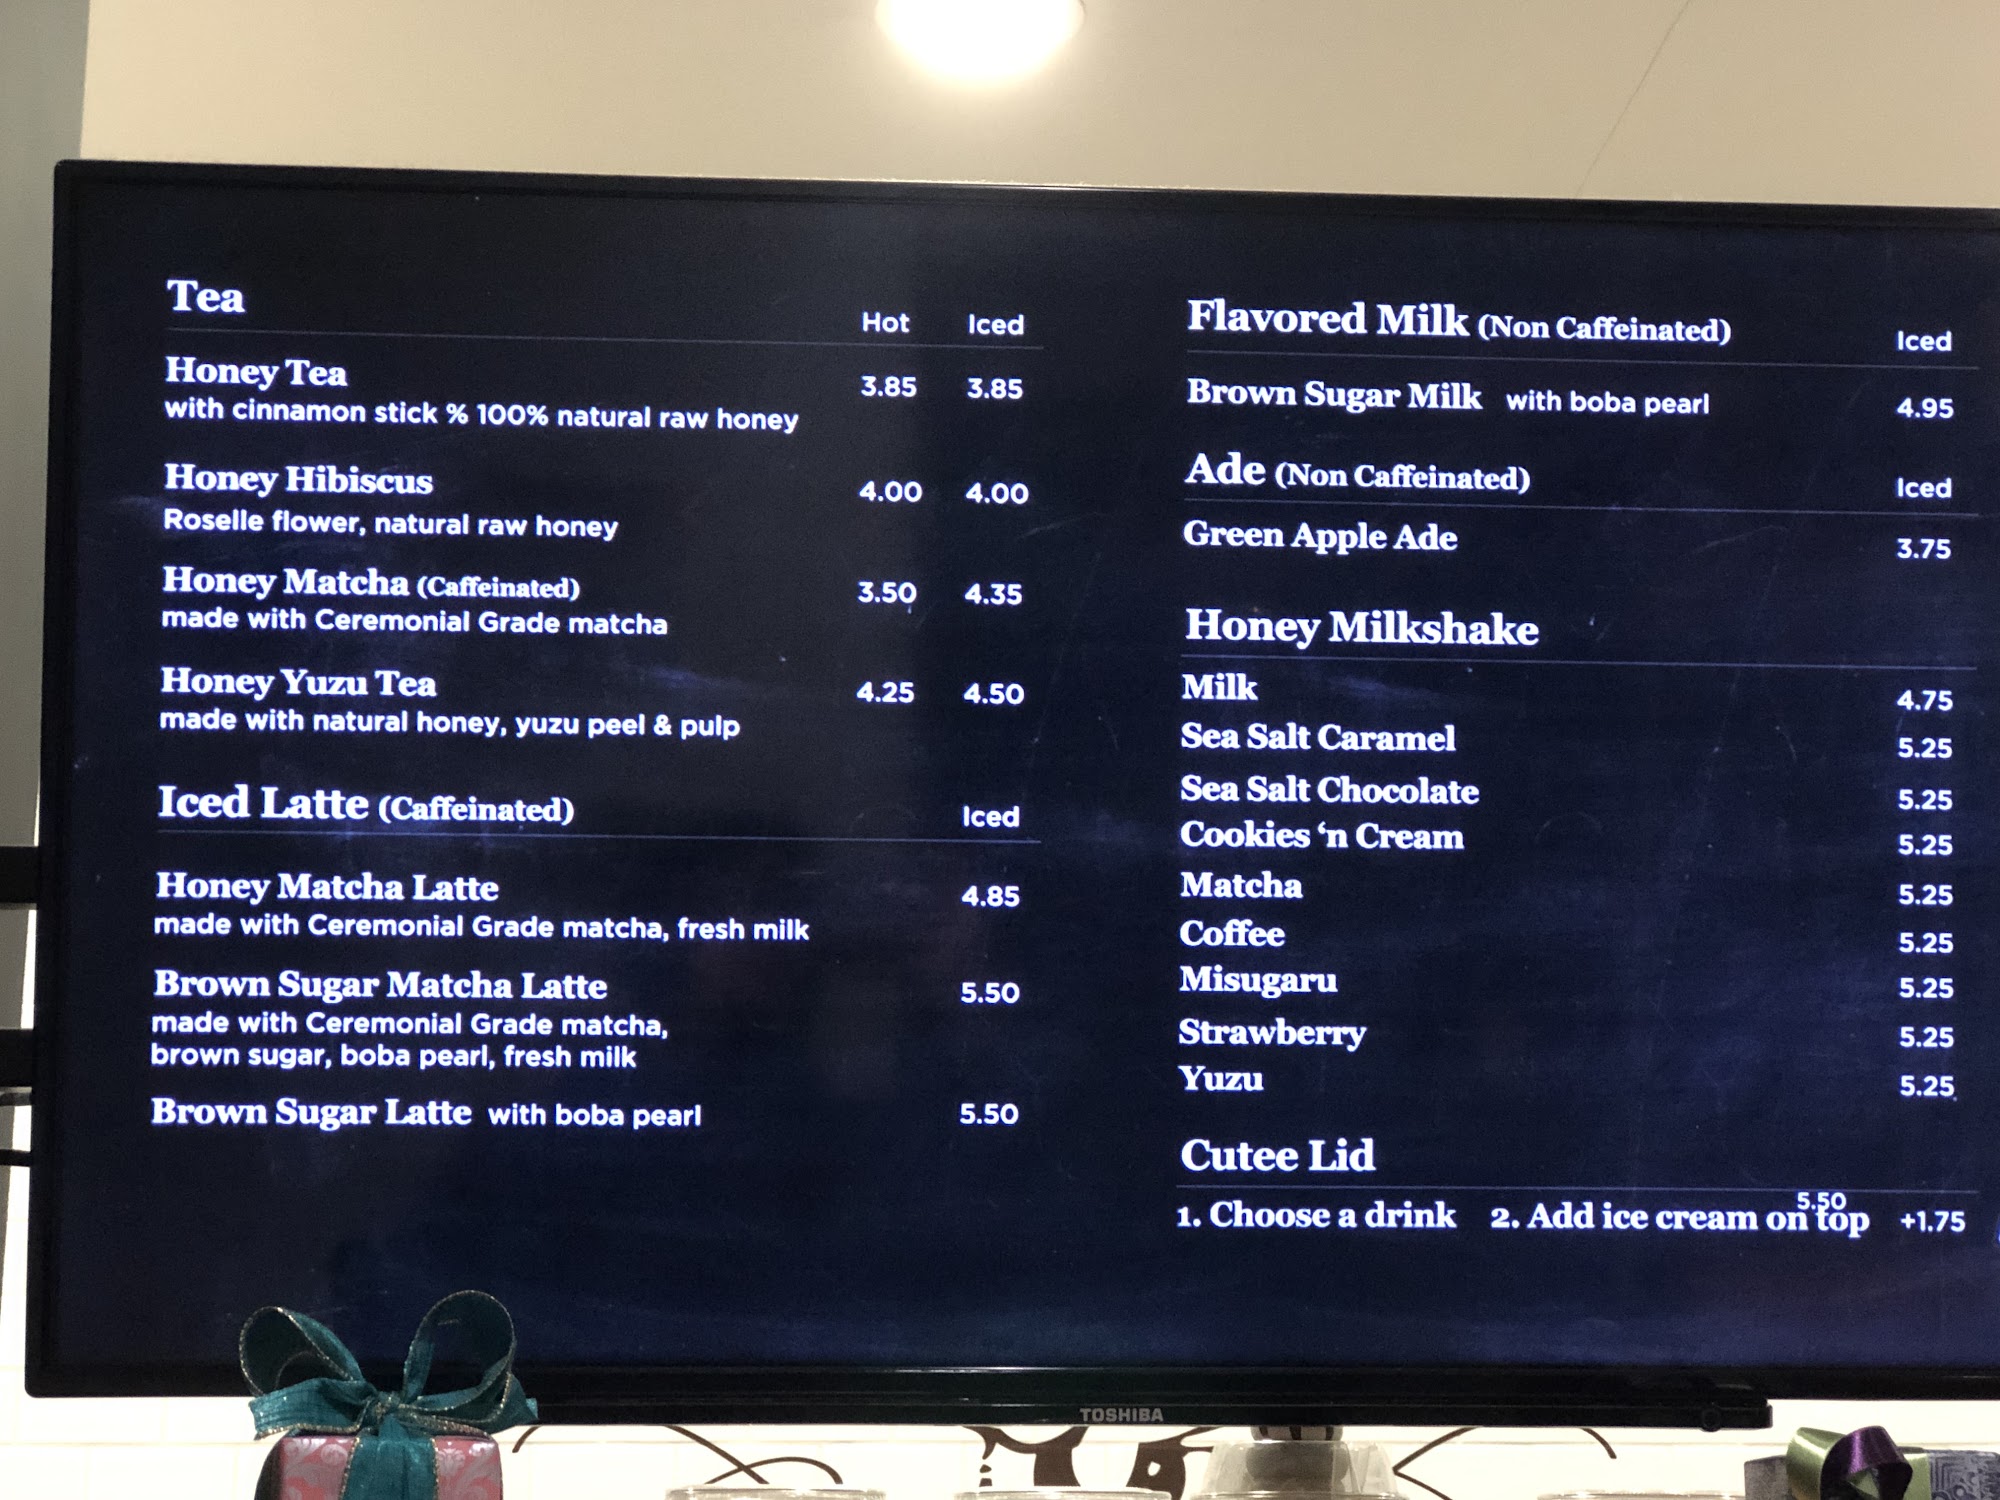 Tea
Hot Iced
Honey Tea 3.85 3.85
with cinnamon stick % 100% natural raw honey
Honey Hibiscus 4.00 4.00
Roselle flower, natural raw honey
Honey Matcha (Caffeinated) 3.50 4.35
made with Ceremonial Grade matcha
Honey Yuzu Tea 4.25 4.50
made with natural honey, yuzu peel & pulp
Iced Latte (Caffeinated) Iced
Honey Matcha Latte 4.85
made with Ceremonial Grade matcha, fresh milk
Brown Sugar Matcha Latte 5.50
made with Ceremonial Grade matcha,
brown sugar, boba pearl, fresh milk
Brown Sugar Latte with boba pearl 5.50
Flavored Milk (Non Caffeinated) Iced
Brown Sugar Milk with boba pearl 4.95
Ade (Non Caffeinated) Iced
Green Apple Ade 3.75
Honey Milkshake
Milk 4.75
Sea Salt Caramel 5.25
Sea Salt Chocolate 5.25
Cookies ‘n Cream 5.25
Matcha 5.25
Coffee 5.25
Misugaru 5.25
Strawberry 5.25
Yuzu 5.25
Cutee Lid
5.50
1. Choose a drink 2. Add ice cream on top +1.75
TOSHIBA